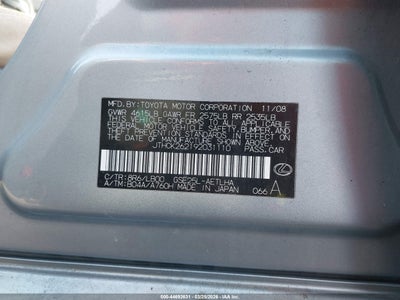 MFD. BY: TOYOTA MOTOR CORPORATION 11/08
GVWR 4615LB GAWR FR 2575LB RR 2535LB
THIS VEHICLE CONFORMS TO ALL APPLICABLE
FEDERAL MOTOR VEHICLE SAFETY, BUMPER, AND
THEFT PREVENTION STANDARDS IN EFFECT ON THE
DATE OF MANUFACTURE SHOWN ABOVE.
PASS. CAR
C/TR: 8R6/LB00 GSE25L-AETLHA
A/TM: B04A/A760H MADE IN JAPAN 066 A